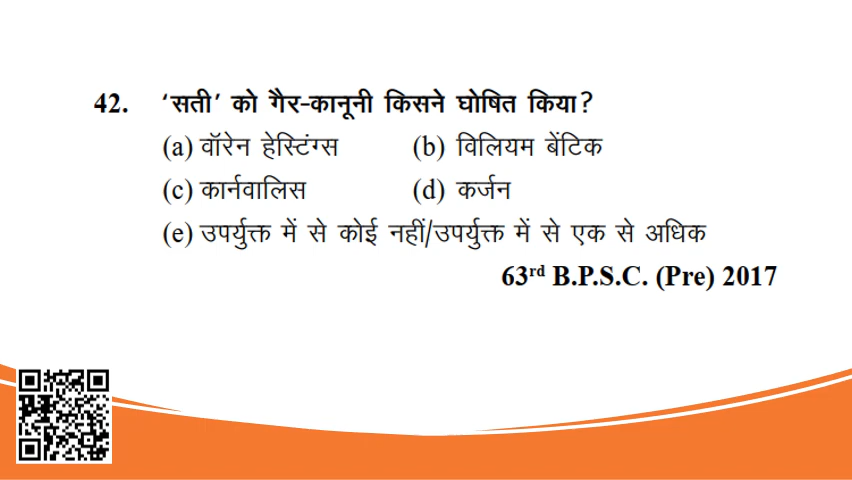 42. 'सती' को गैर-कानूनी किसने घोषित किया?
(a) वॉरेन हेस्टिंग्स (b) विलियम बेंटिक
(c) कार्नवालिस (d) कर्जन
(e) उपर्युक्त में से कोई नहीं/उपर्युक्त में से एक से अधिक
63rd B.P.S.C. (Pre) 2017